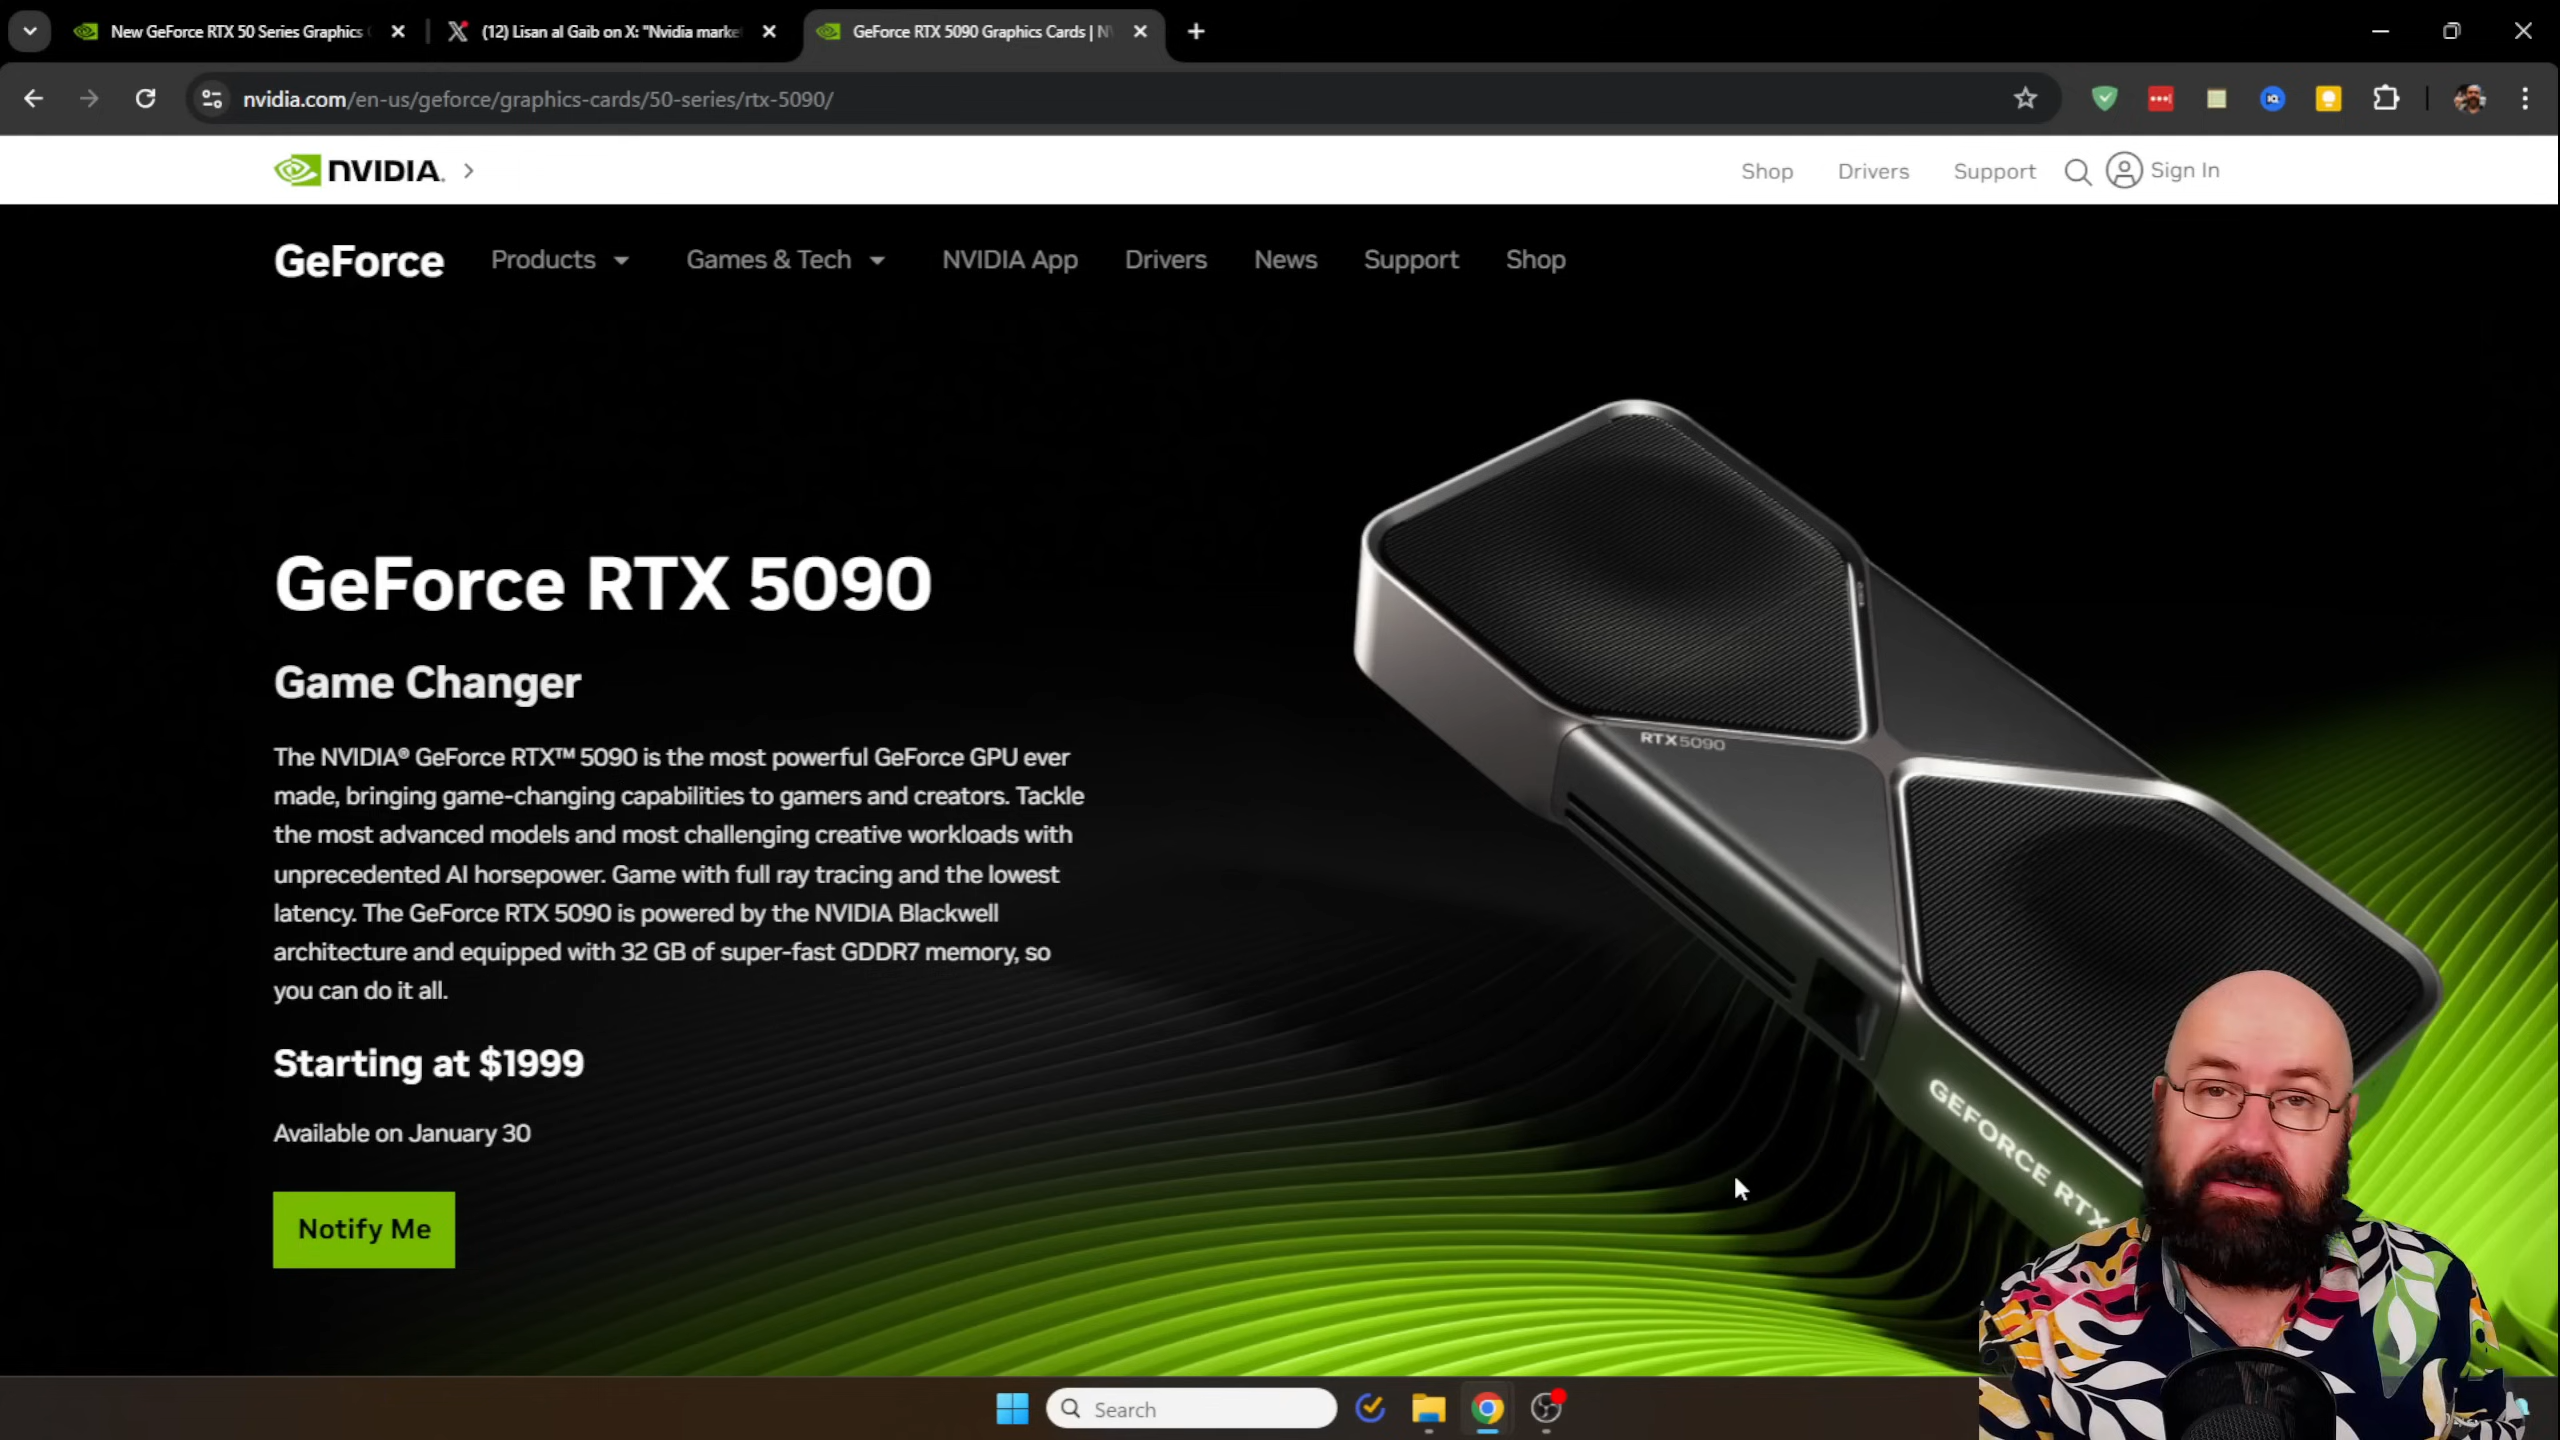 New GeForce RTX 50 Series Graphics
(12) Lisan al Gaib on X: "Nvidia marke
GeForce RTX 5090 Graphics Cards | NV
nvidia.com/en-us/geforce/graphics-cards/50-series/rtx-5090/
NVIDIA.
Shop
Drivers
Support
Sign In
GeForce
Products
Games & Tech
NVIDIA App
Drivers
News
Support
Shop
GeForce RTX 5090
Game Changer
The NVIDIA® GeForce RTX™ 5090 is the most powerful GeForce GPU ever
made, bringing game-changing capabilities to gamers and creators. Tackle
the most advanced models and most challenging creative workloads with
unprecedented AI horsepower. Game with full ray tracing and the lowest
latency. The GeForce RTX 5090 is powered by the NVIDIA Blackwell
architecture and equipped with 32 GB of super-fast GDDR7 memory, so
you can do it all.
Starting at $1999
Available on January 30
Notify Me
RTX5090
GEFORCE RTX
Search